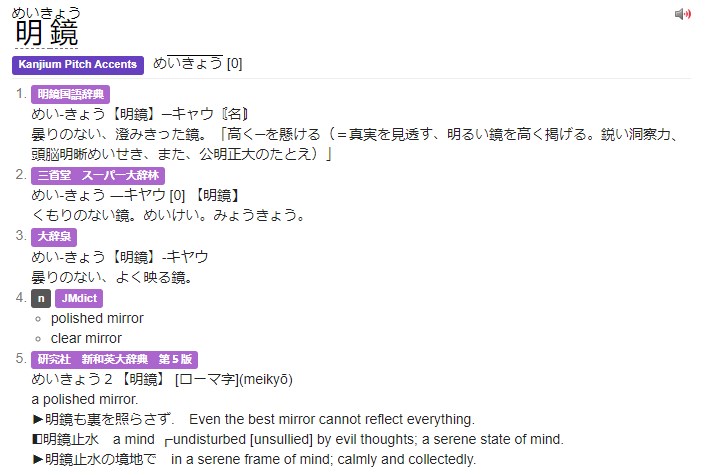 めいきょう
明鏡
Kanjium Pitch Accents めいきょう [0]
1. 明鏡国語辞典
めい‐きょう【明鏡】─キャウ〘名〙
曇りのない、澄みきった鏡。「高く─を懸ける（＝真実を見透す、明るい鏡を高く掲げる。鋭い洞察力、
頭脳明晰めいせき、また、公明正大のたとえ）」
2. 三省堂　スーパー大辞林
めい-きょう ―キヤウ [0] 【明鏡】
くもりのない鏡。めいけい。みょうきょう。
3. 大辞泉
めい‐きょう【明鏡】‐キヤウ
曇りのない、よく映る鏡。
4. n JMdict
polished mirror
clear mirror
5. 研究社　新和英大辞典　第５版
めいきょう２【明鏡】 [ローマ字](meikyō)
a polished mirror.
►明鏡も裏を照らさず.　Even the best mirror cannot reflect everything.
◧明鏡止水　a mind ┌undisturbed [unsullied] by evil thoughts; a serene state of mind.
►明鏡止水の境地で　in a serene frame of mind; calmly and collectedly.